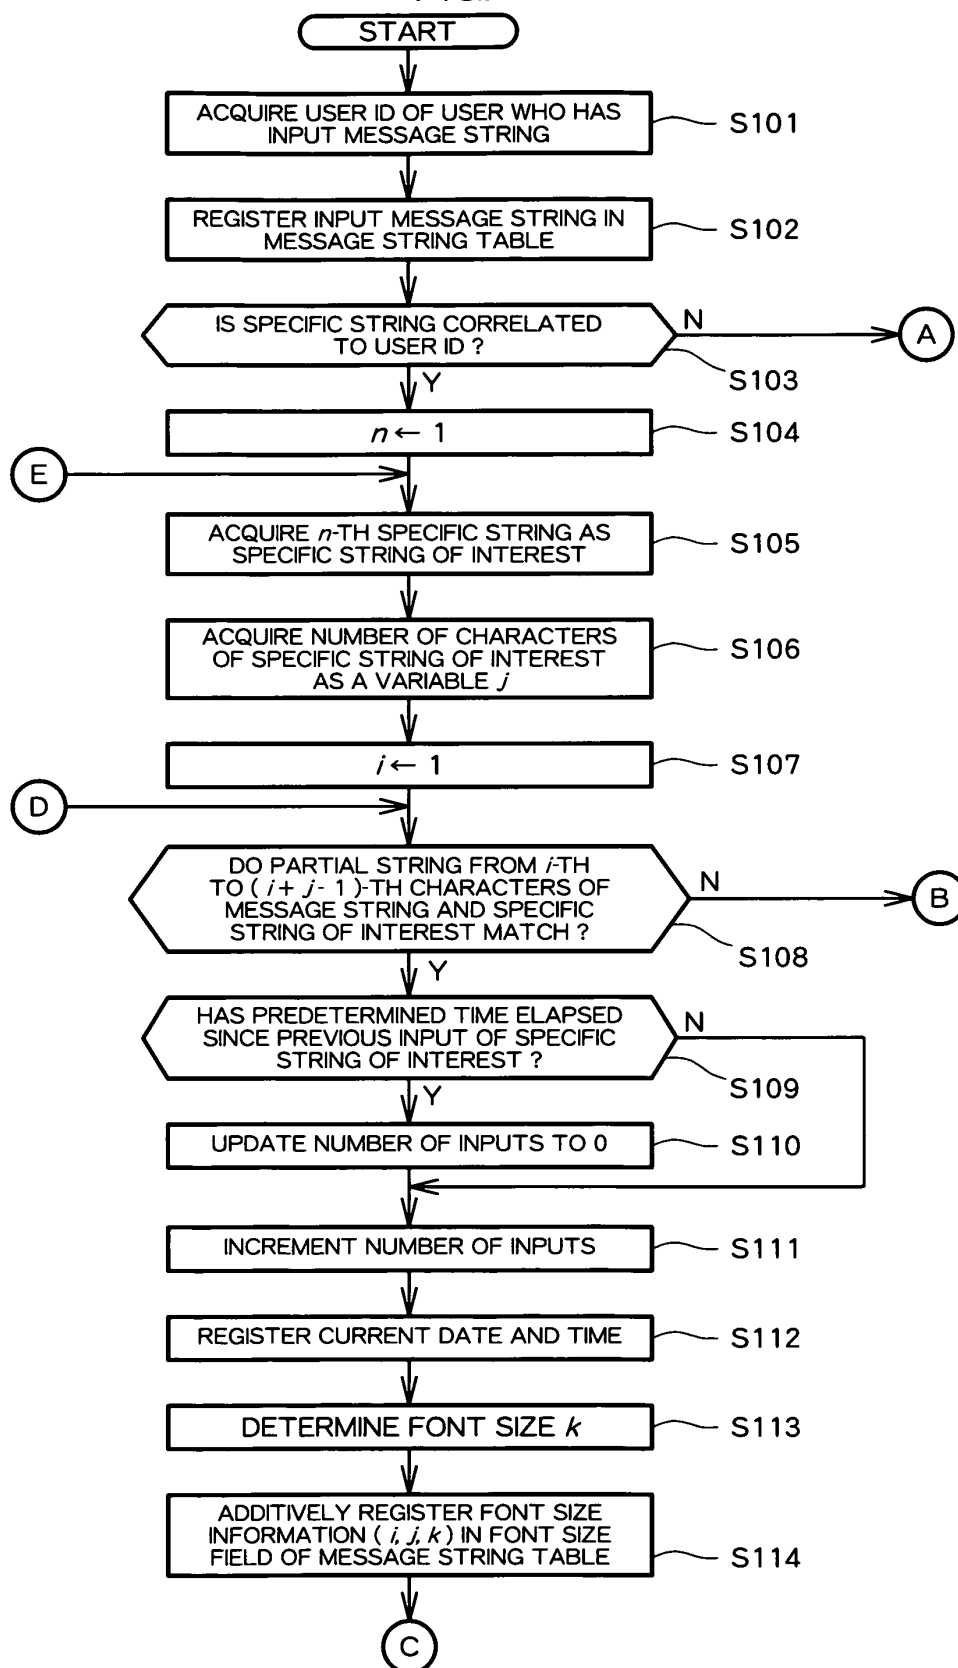 START
ACQUIRE USER ID OF USER WHO HAS
INPUT MESSAGE STRING
S101
REGISTER INPUT MESSAGE STRING IN
MESSAGE STRING TABLE
S102
IS SPECIFIC STRING CORRELATED
TO USER ID ?
N
A
S103
Y
n ← 1
S104
E
ACQUIRE n-TH SPECIFIC STRING AS
SPECIFIC STRING OF INTEREST
S105
ACQUIRE NUMBER OF CHARACTERS
OF SPECIFIC STRING OF INTEREST
AS A VARIABLE j
S106
i ← 1
S107
D
DO PARTIAL STRING FROM i-TH
TO ( i + j - 1 )-TH CHARACTERS OF
MESSAGE STRING AND SPECIFIC
STRING OF INTEREST MATCH ?
N
B
S108
Y
HAS PREDETERMINED TIME ELAPSED
SINCE PREVIOUS INPUT OF SPECIFIC
STRING OF INTEREST ?
N
S109
Y
UPDATE NUMBER OF INPUTS TO 0
S110
INCREMENT NUMBER OF INPUTS
S111
REGISTER CURRENT DATE AND TIME
S112
DETERMINE FONT SIZE k
S113
ADDITIVELY REGISTER FONT SIZE
INFORMATION ( i, j, k ) IN FONT SIZE
FIELD OF MESSAGE STRING TABLE
S114
C